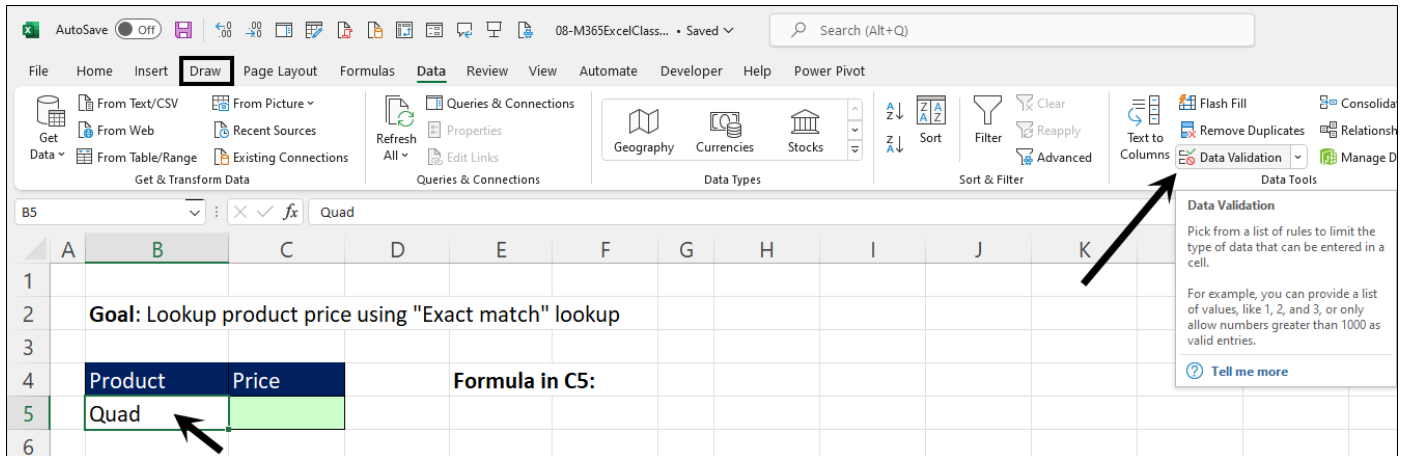 AutoSave Off 08-M365ExcelClass... • Saved Search (Alt+Q)
File Home Insert Draw Page Layout Formulas Data Review View Automate Developer Help Power Pivot
Get Data
From Text/CSV
From Web
From Table/Range
From Picture
Recent Sources
Existing Connections
Get & Transform Data
Refresh All
Queries & Connections
Properties
Edit Links
Queries & Connections
Geography Currencies Stocks
Data Types
Sort
Filter
Clear
Reapply
Advanced
Sort & Filter
Text to Columns
Flash Fill
Remove Duplicates
Data Validation
Consolida
Relationsh
Manage D
Data Tools
B5 fx Quad
Data Validation
Pick from a list of rules to limit the
type of data that can be entered in a
cell.
For example, you can provide a list
of values, like 1, 2, and 3, or only
allow numbers greater than 1000 as
valid entries.
Tell me more
A B C D E F G H I J K
1
2 Goal: Lookup product price using "Exact match" lookup
3
4 Product Price Formula in C5:
5 Quad
6